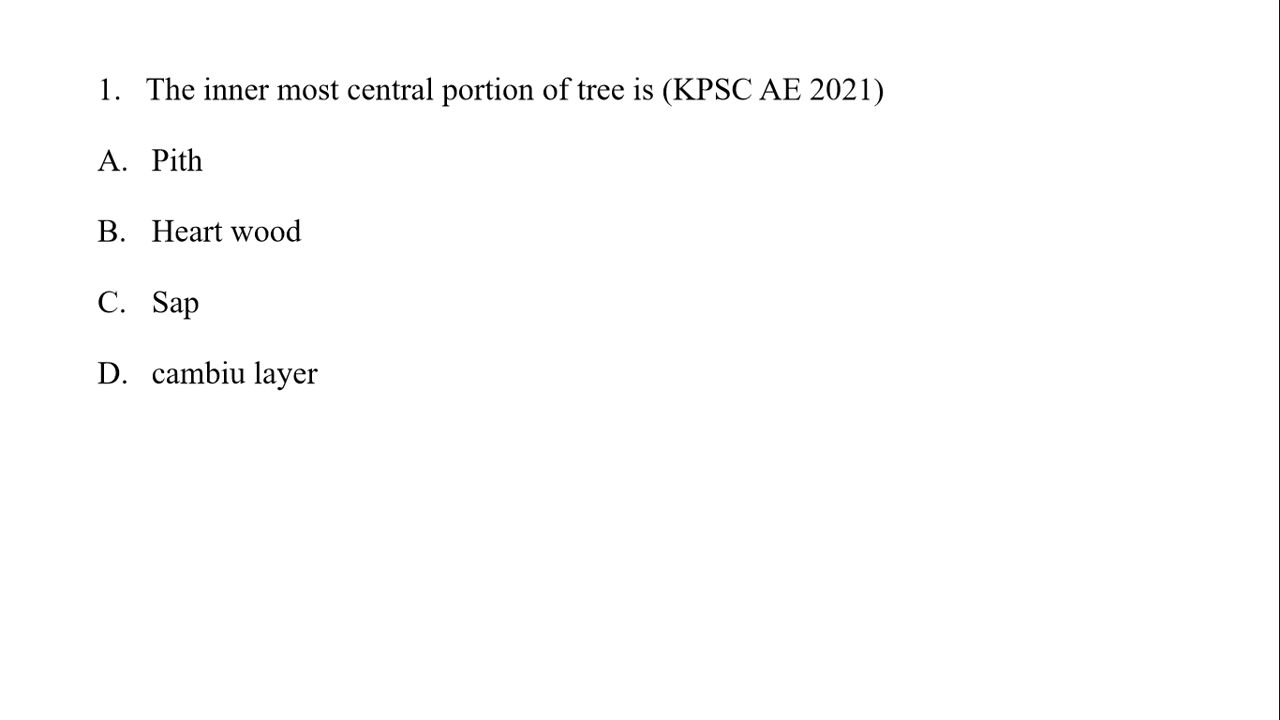 1. The inner most central portion of tree is (KPSC AE 2021)
A. Pith
B. Heart wood
C. Sap
D. cambiu layer